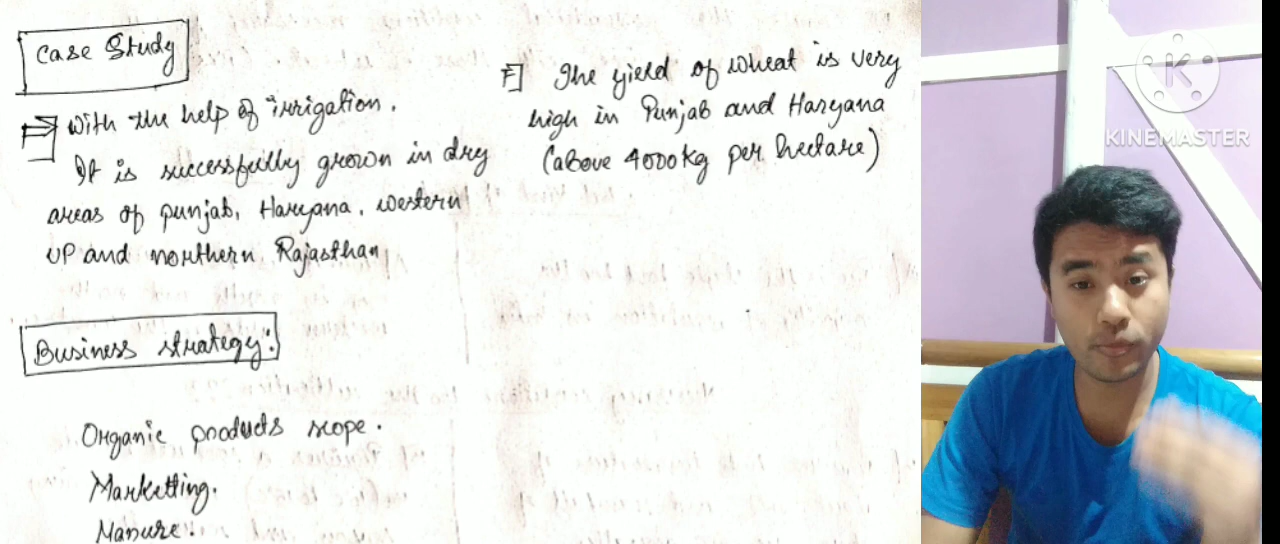 Case Study
With the help of irrigation.
It is successfully grown in dry
areas of punjab, Haryana, western
UP and northern Rajasthan
The yield of wheat is very
high in Punjab and Haryana
(above 4000kg per hectare)
Business strategy:
Organic products scope.
Marketting.
Manure.
K
KINEMASTER